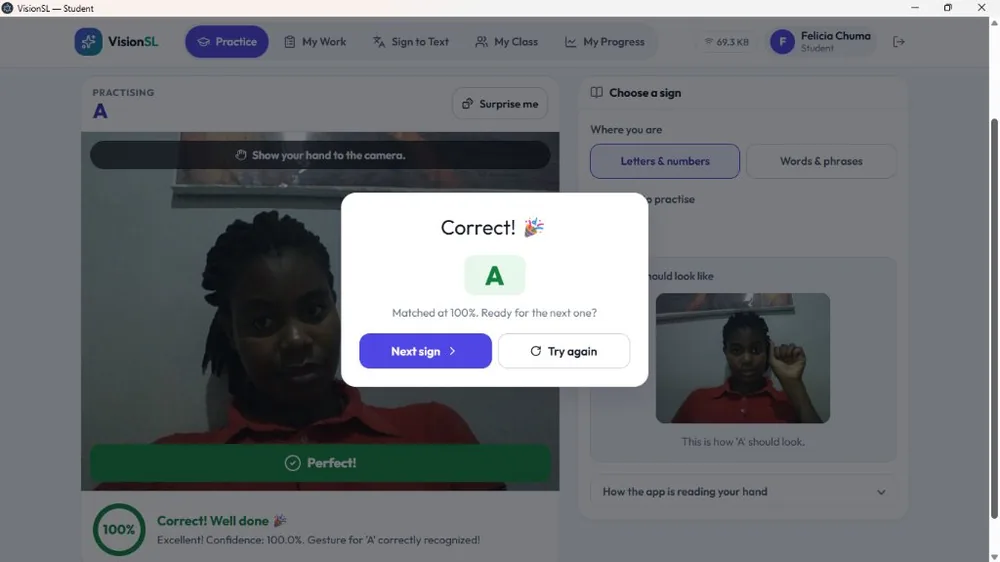 VisionSL — Student
VisionSL
Practice
My Work
Sign to Text
My Class
My Progress
69.3 KB
F
Felicia Chuma
Student
PRACTISING
A
Surprise me
Show your hand to the camera.
Choose a sign
Where you are
Letters & numbers
Words & phrases
practise
should look like
Correct! 🎉
A
Matched at 100%. Ready for the next one?
Next sign
Try again
This is how 'A' should look.
Perfect!
How the app is reading your hand
100%
Correct! Well done 🎉
Excellent! Confidence: 100.0%. Gesture for 'A' correctly recognized!